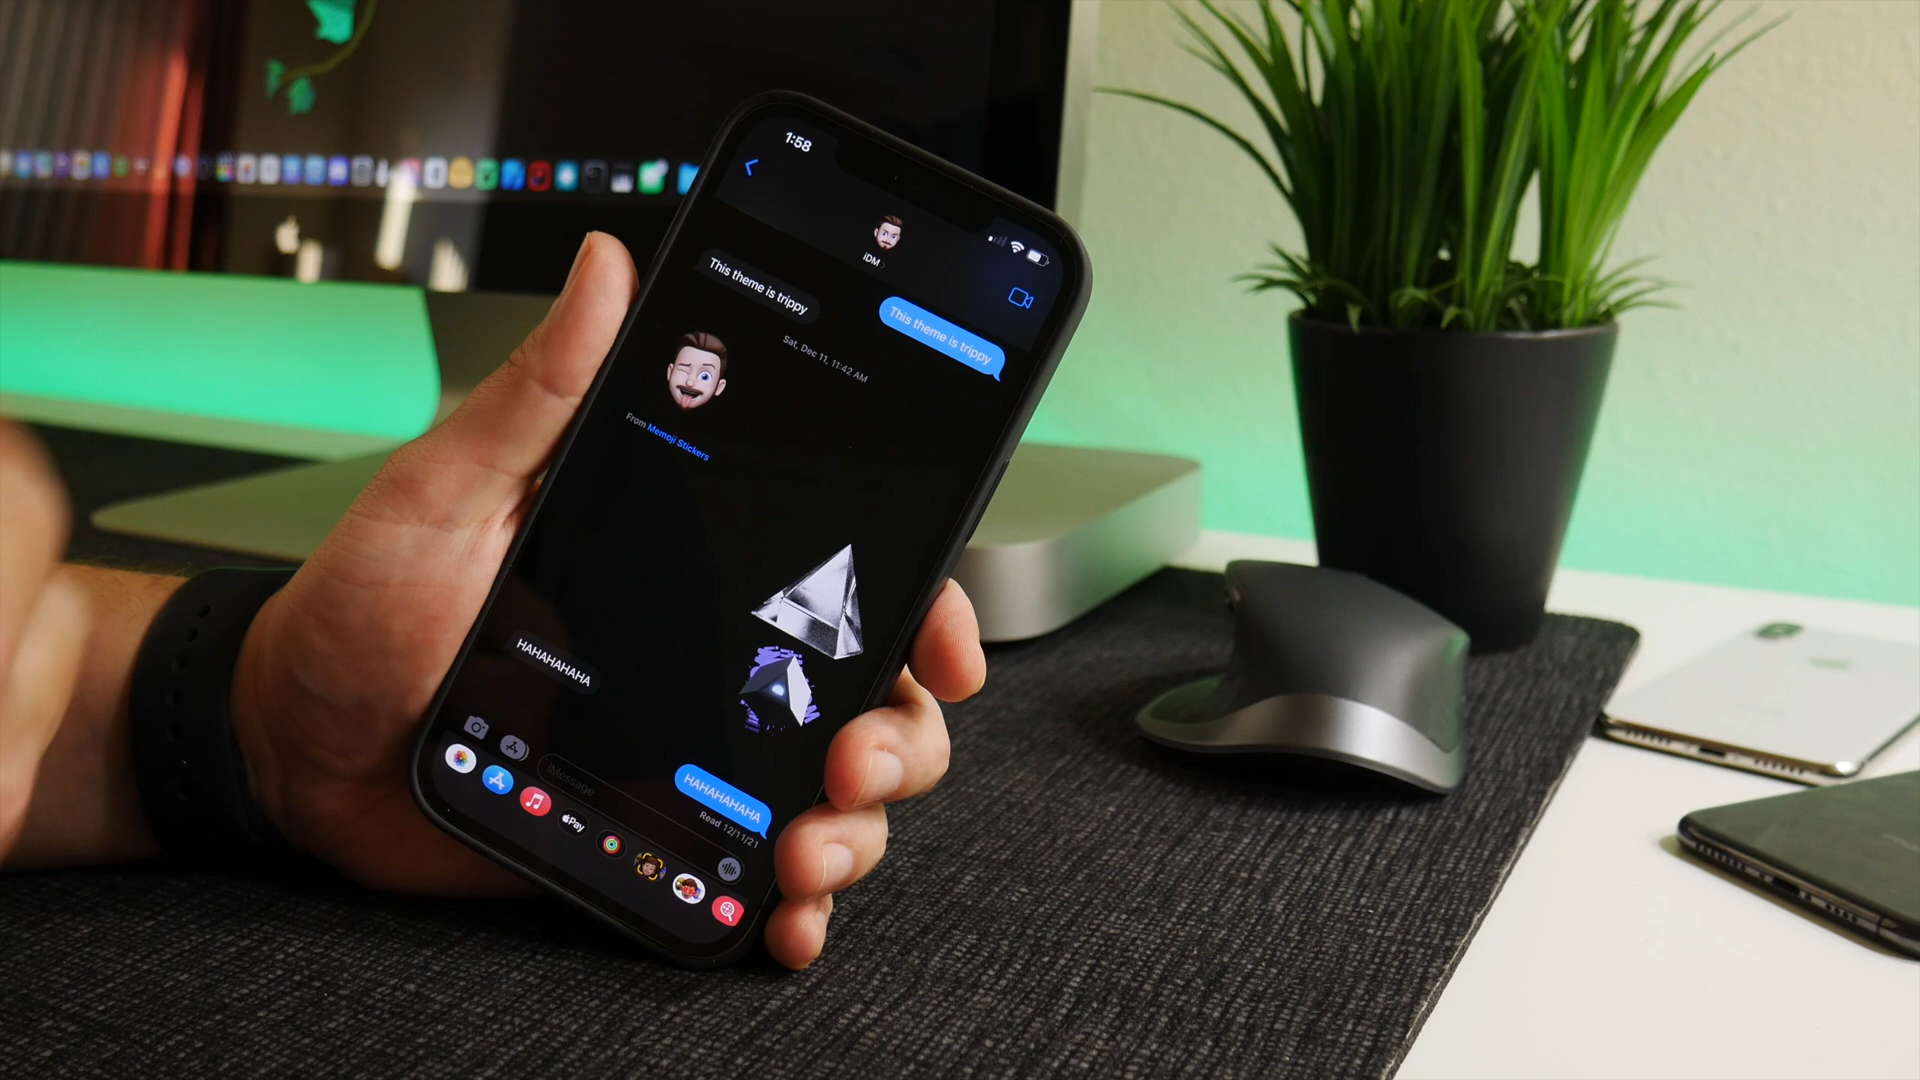 1:58
iDM
This theme is trippy
This theme is trippy
Sat, Dec 11, 11:42 AM
From Memoji Stickers
HAHAHAHAHA
HAHAHAHAHA
Read 12/11/21
iMessage
Pay